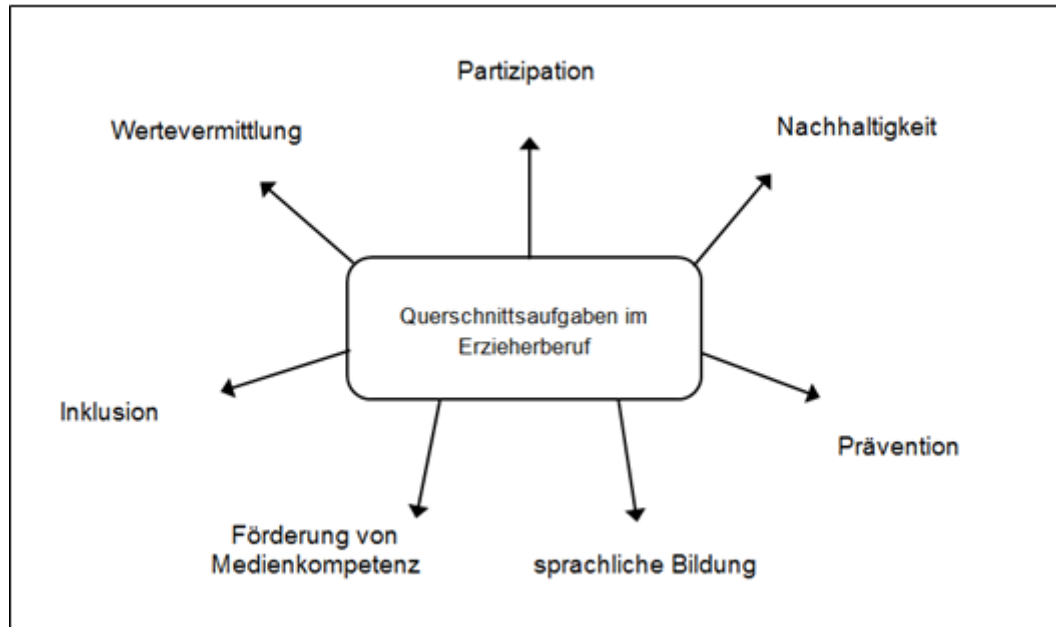 Partizipation
Wertevermittlung
Nachhaltigkeit
Querschnittsaufgaben im
Erzieherberuf
Inklusion
Prävention
Förderung von
Medienkompetenz
sprachliche Bildung